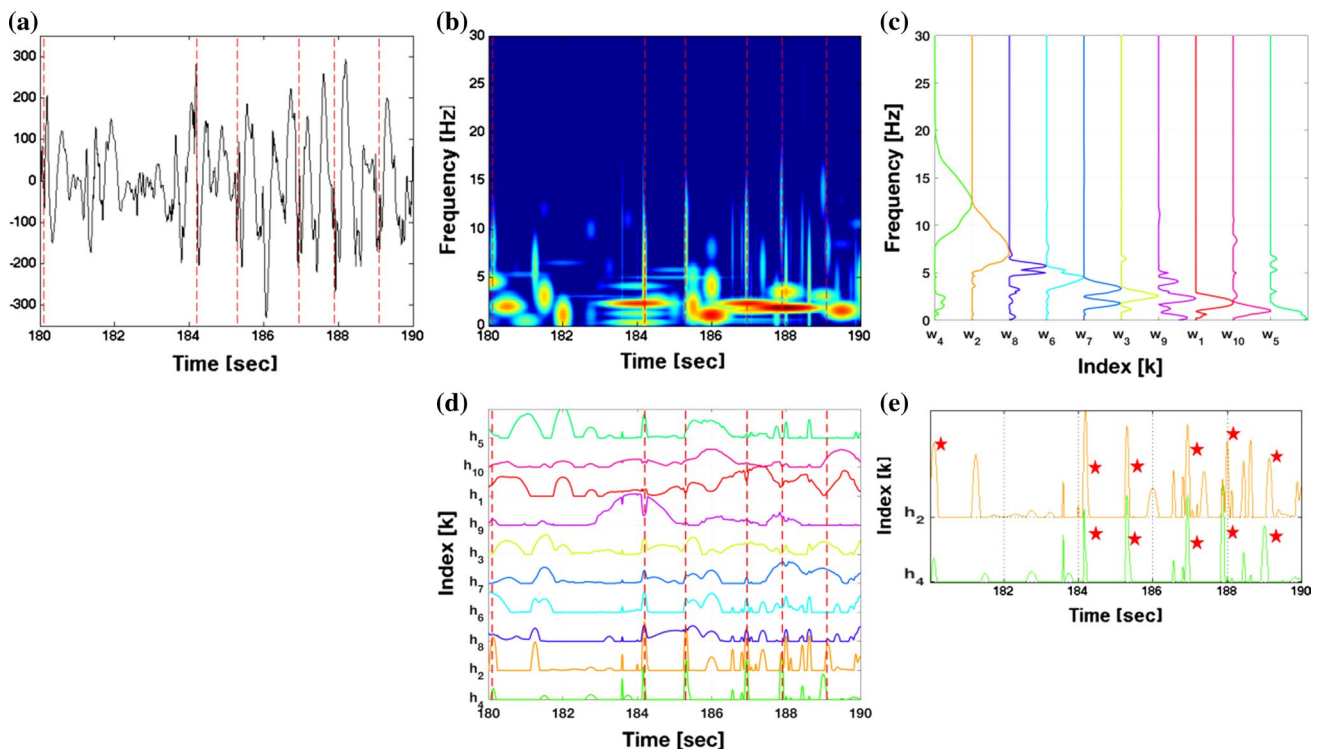 (a)
300
200
100
0
-100
-200
-300
180 182 184 186 188 190
Time [sec]
(b)
Frequency [Hz]
30
25
20
15
10
5
0
180 182 184 186 188 190
Time [sec]
(c)
Frequency [Hz]
30
25
20
15
10
5
0
w4 w2 w8 w6 w7 w3 w9 w1 w10 w5
Index [k]
(d)
Index [k]
h5
h10
h1
h9
h3
h7
h6
h8
h2
h4
180 182 184 186 188 190
Time [sec]
(e)
Index [k]
h2
h4
182 184 186 188 190
Time [sec]